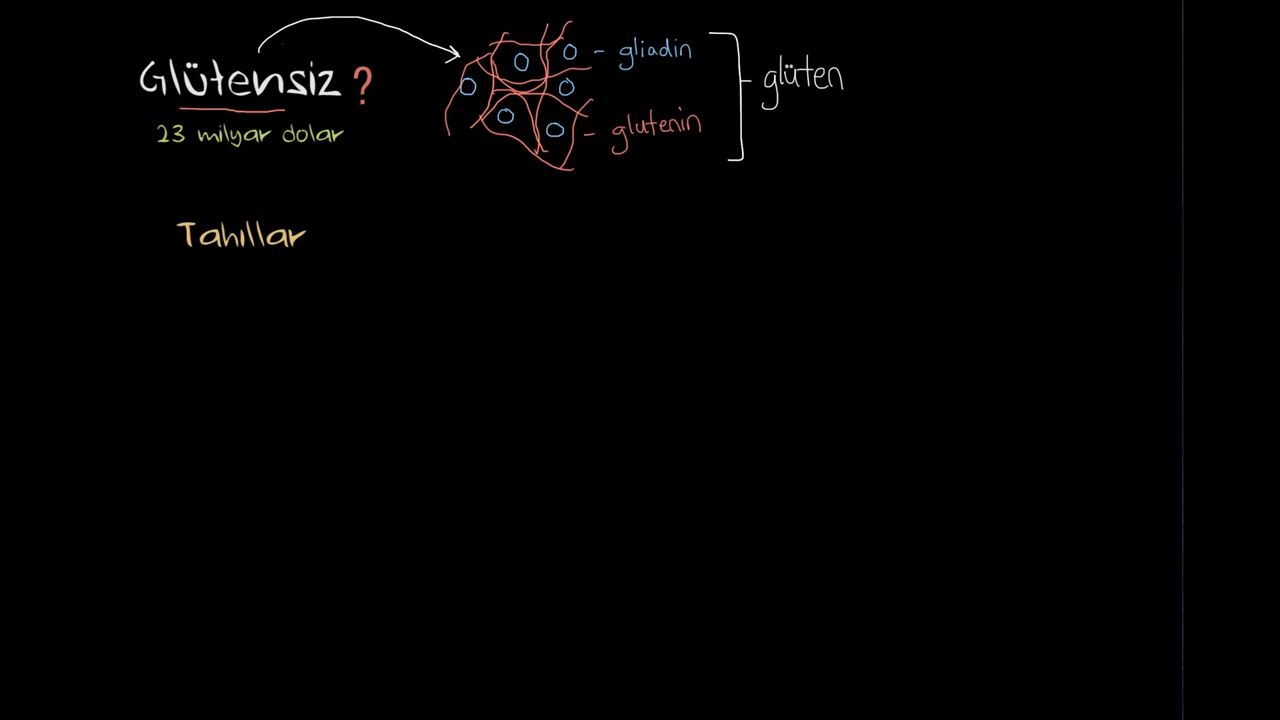 Glütensiz ?
23 milyar dolar
- gliadin
- glutenin
glüten
Tahıllar